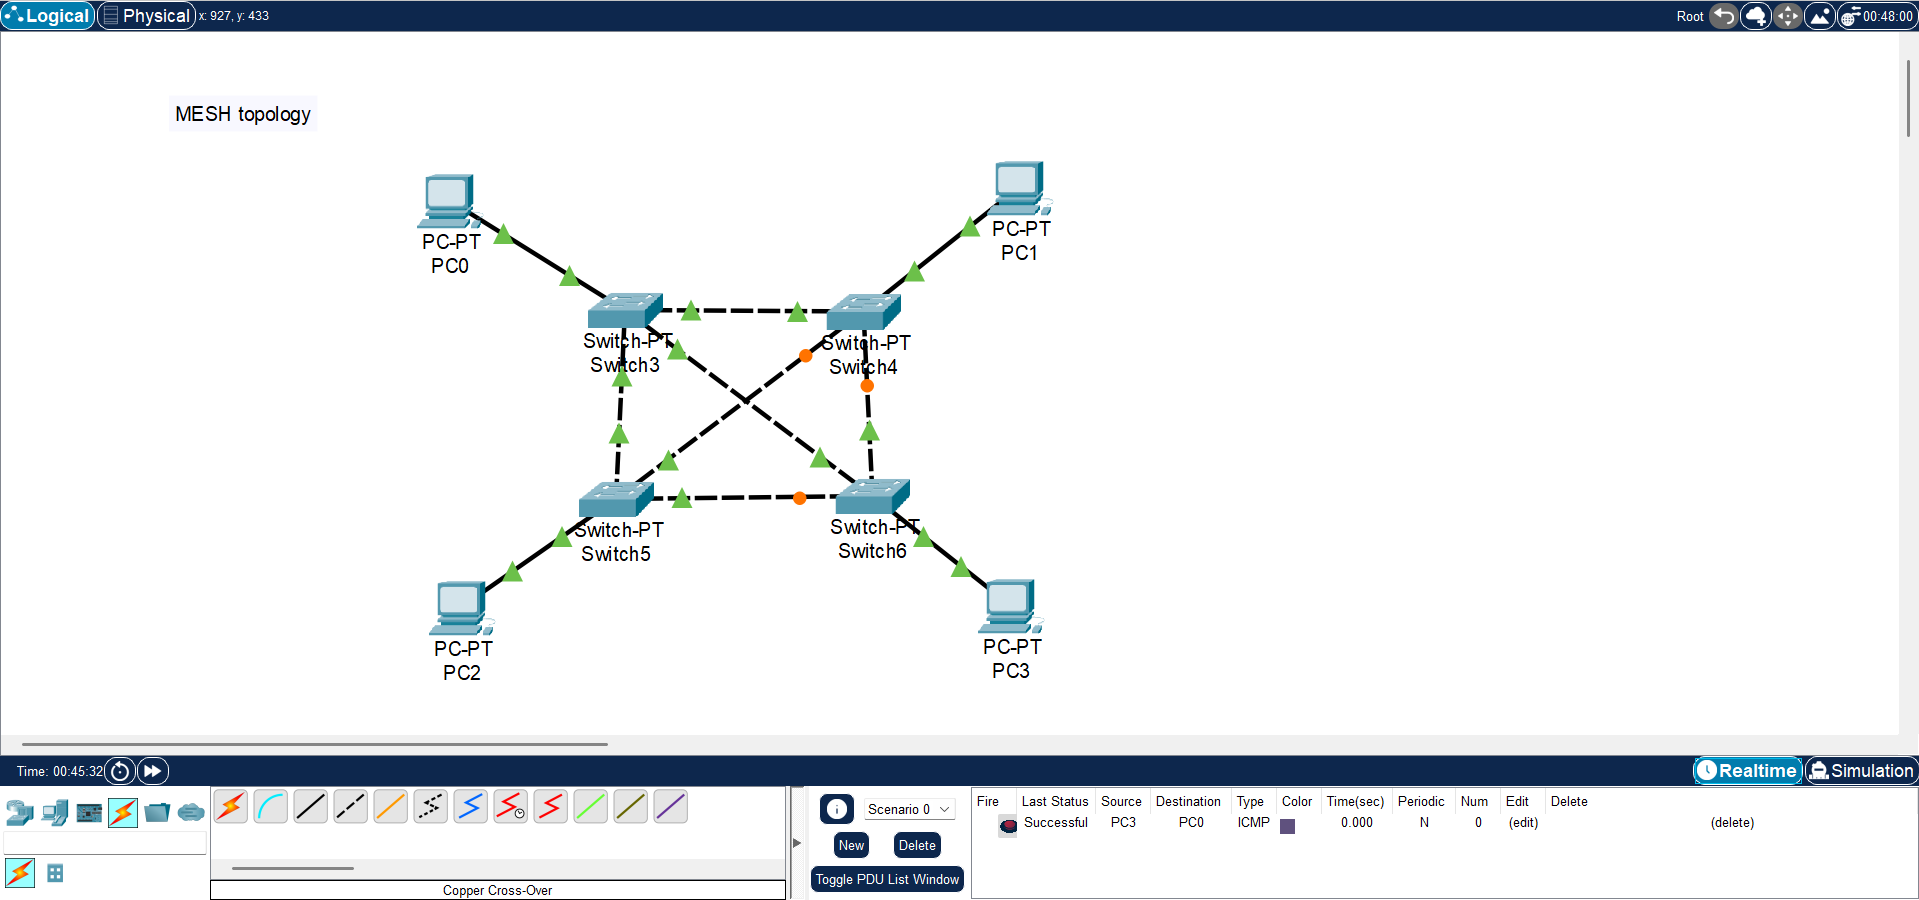 Logical
Physical
x: 927, y: 433
Root
00:48:00
MESH topology
PC-PT
PC0
PC-PT
PC1
Switch-PT
Switch3
Switch-PT
Switch4
Switch-PT
Switch5
Switch-PT
Switch6
PC-PT
PC2
PC-PT
PC3
Time: 00:45:32
Realtime
Simulation
Scenario 0
New
Delete
Toggle PDU List Window
Copper Cross-Over
Fire Last Status Source Destination Type Color Time(sec) Periodic Num Edit Delete
Successful PC3 PC0 ICMP 0.000 N 0 (edit) (delete)